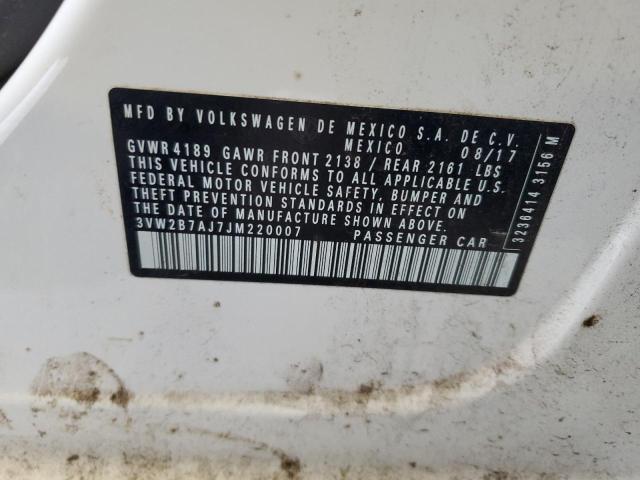 MFD BY VOLKSWAGEN DE MEXICO S.A. DE C.V.
MEXICO 08/17
GVWR 4189 GAWR FRONT 2138 / REAR 2161 LBS
THIS VEHICLE CONFORMS TO ALL APPLICABLE U.S.
FEDERAL MOTOR VEHICLE SAFETY, BUMPER AND
THEFT PREVENTION STANDARDS IN EFFECT ON
THE DATE OF MANUFACTURE SHOWN ABOVE.
3VW2B7AJ7JM220007 PASSENGER CAR
3236414 3156 M